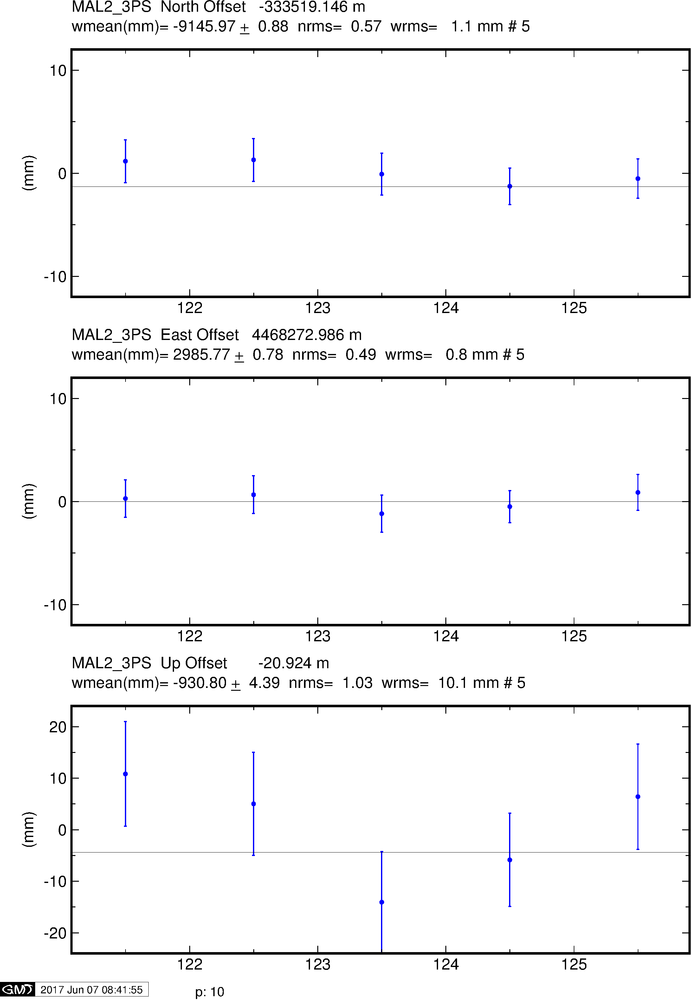 MAL2_3PS North Offset -333519.146 m
wmean(mm)= -9145.97 ± 0.88 nrms= 0.57 wrms= 1.1 mm # 5
10
0
-10
(mm)
122 123 124 125
MAL2_3PS East Offset 4468272.986 m
wmean(mm)= 2985.77 ± 0.78 nrms= 0.49 wrms= 0.8 mm # 5
10
0
-10
(mm)
122 123 124 125
MAL2_3PS Up Offset -20.924 m
wmean(mm)= -930.80 ± 4.39 nrms= 1.03 wrms= 10.1 mm # 5
20
10
0
-10
-20
(mm)
122 123 124 125
GMT 2017 Jun 07 08:41:55 p: 10